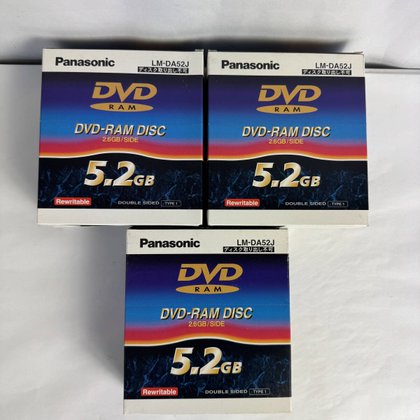 Panasonic LM-DA52J
ディスク取り出し不可
DVD
RAM
DVD-RAM DISC
2.6GB/SIDE
5.2GB
Rewritable DOUBLE SIDED TYPE 1
Panasonic LM-DA52J
ディスク取り出し不可
DVD
RAM
DVD-RAM DISC
2.6GB/SIDE
5.2GB
Rewritable DOUBLE SIDED TYPE 1
Panasonic LM-DA52J
ディスク取り出し不可
DVD
RAM
DVD-RAM DISC
2.6GB/SIDE
5.2GB
Rewritable DOUBLE SIDED TYPE 1